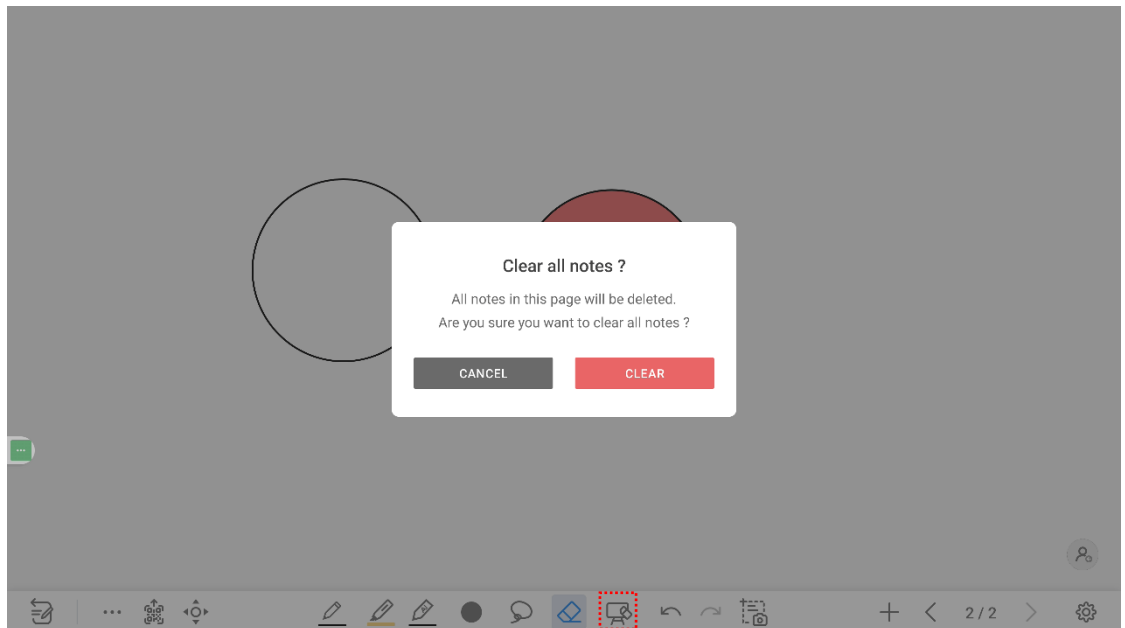 Clear all notes ?
All notes in this page will be deleted.
Are you sure you want to clear all notes ?
CANCEL
CLEAR
2 / 2